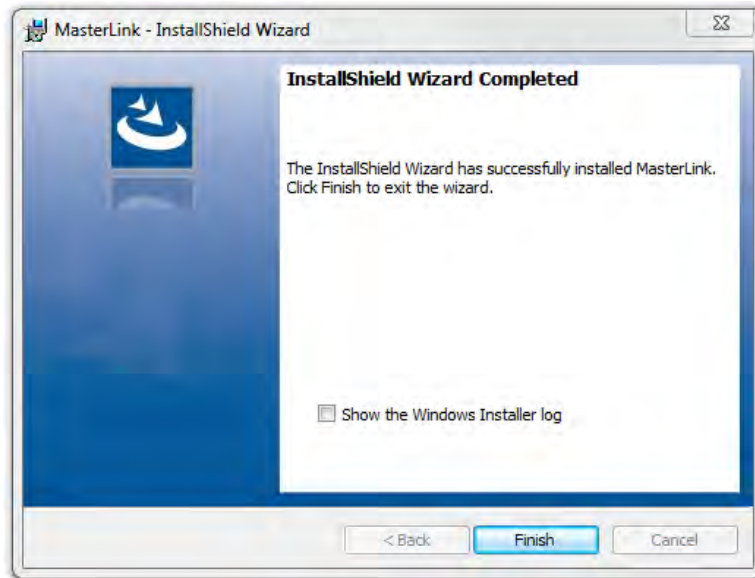 MasterLink - InstallShield Wizard
InstallShield Wizard Completed
The InstallShield Wizard has successfully installed MasterLink.
Click Finish to exit the wizard.
Show the Windows Installer log
< Back Finish Cancel